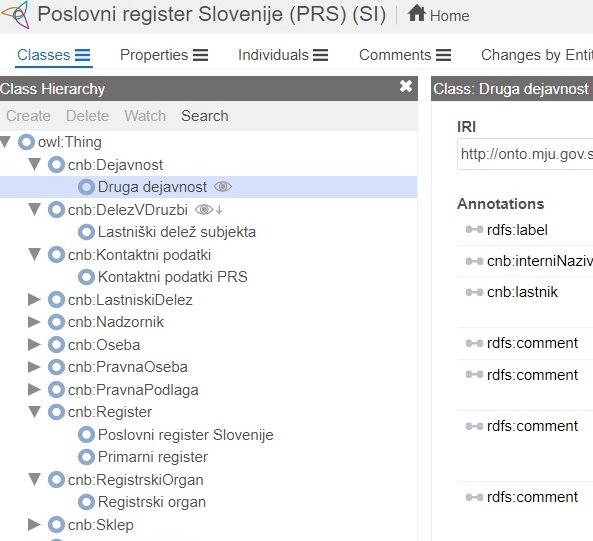 Poslovni register Slovenije (PRS) (SI) Home
Classes Properties Individuals Comments Changes by
Class Hierarchy
Create Delete Watch Search
owl:Thing
cnb:Dejavnost
Druga dejavnost
cnb:DelezVDruzbi
Lastniški delež subjekta
cnb:Kontaktni podatki
Kontaktni podatki PRS
cnb:LastniskiDelez
cnb:Nadzornik
cnb:Oseba
cnb:PravnaOseba
cnb:PravnaPodlaga
cnb:Register
Poslovni register Slovenije
Primarni register
cnb:RegistrskiOrgan
Registrski organ
cnb:Sklep
Class: Druga dejavnost
IRI
http://onto.mju.gov.s
Annotations
rdfs:label
cnb:interniNaziv
cnb:lastnik
rdfs:comment
rdfs:comment
rdfs:comment
rdfs:comment